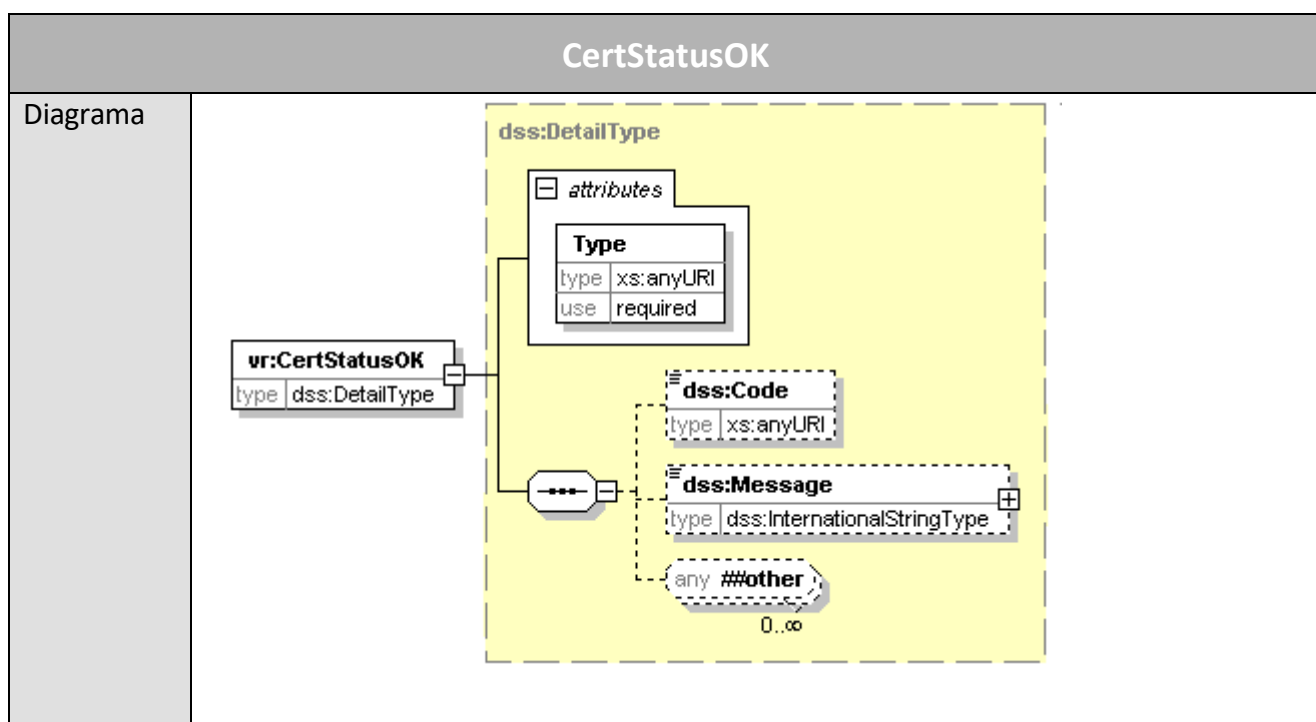 CertStatusOK
Diagrama
dss:DetailType
attributes
Type
type xs:anyURI
use required
vr:CertStatusOK
type dss:DetailType
dss:Code
type xs:anyURI
dss:Message
type dss:InternationalStringType
any ##other
0..∞